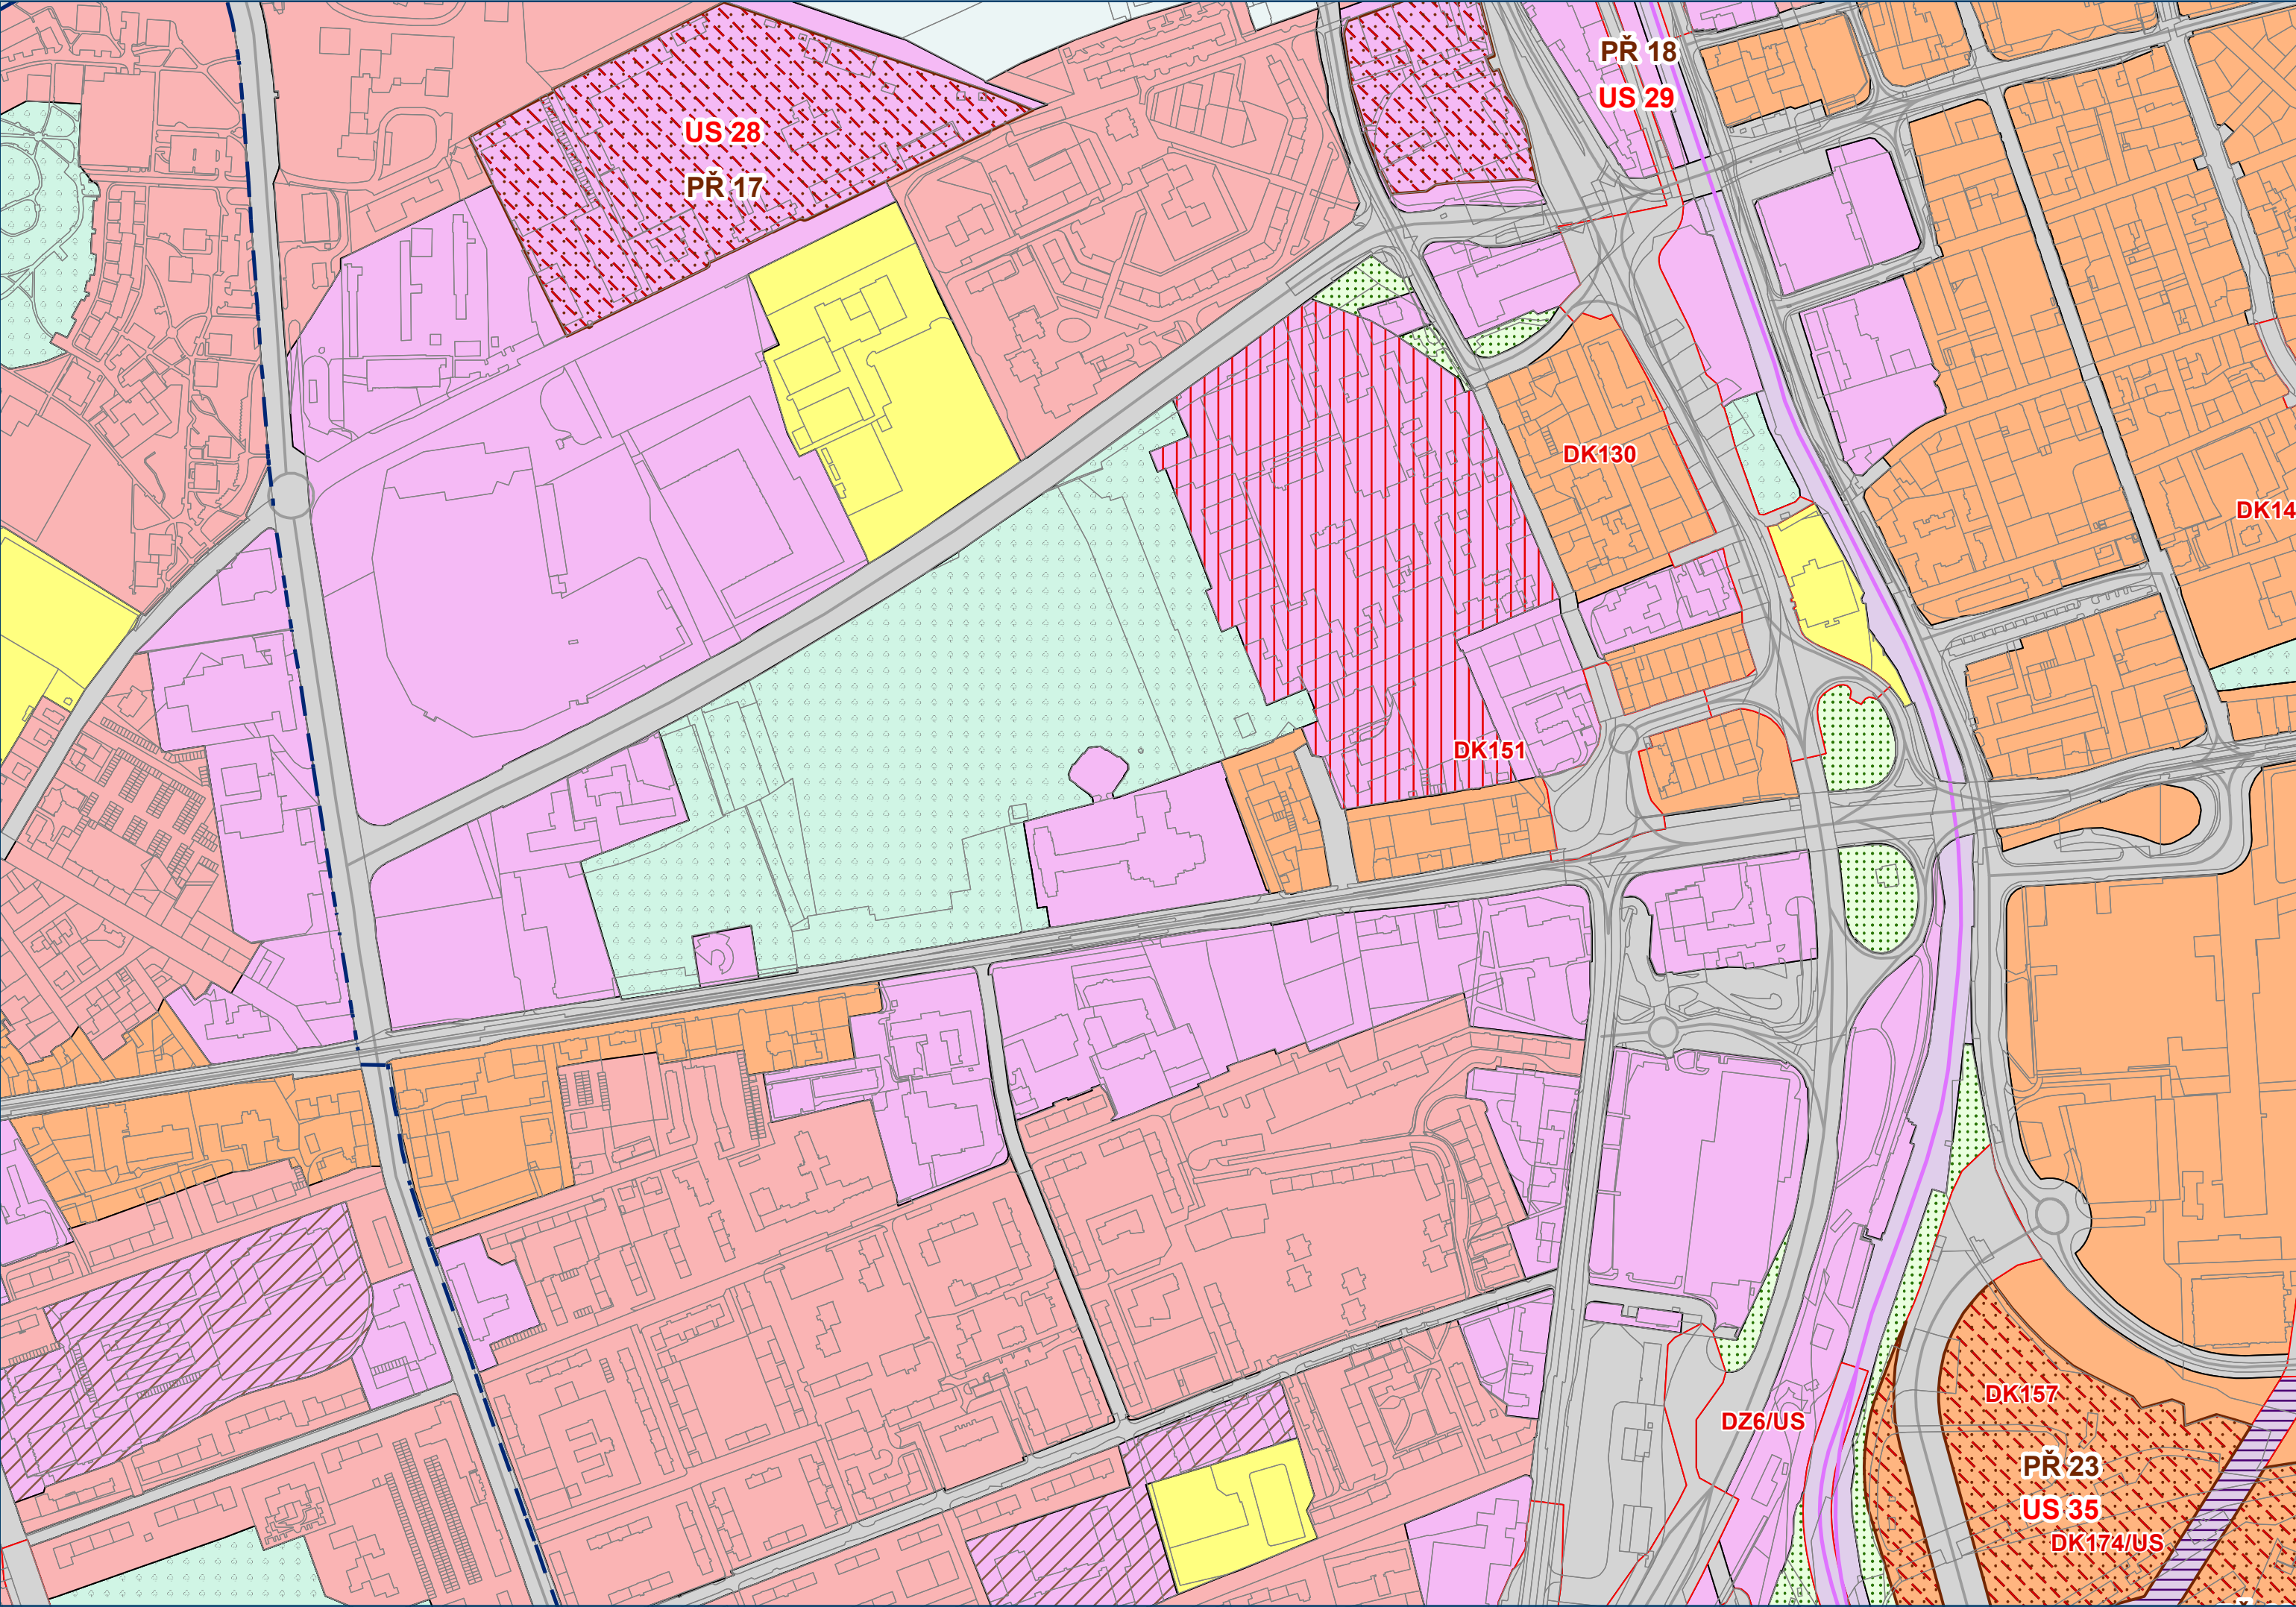 PŘ 18
US 29
US 28
PŘ 17
DK130
DK14
DK151
DK157
DZ6/US
PŘ 23
US 35
DK174/US